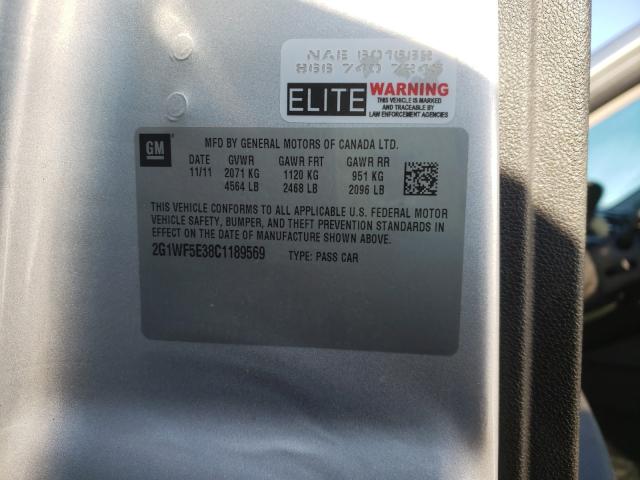 ELITE WARNING
THIS VEHICLE IS MARKED
AND TRACEABLE BY
LAW ENFORCEMENT AGENCIES
GM
MFD BY GENERAL MOTORS OF CANADA LTD.
DATE GVWR GAWR FRT GAWR RR
11/11 2071 KG 1120 KG 951 KG
4564 LB 2468 LB 2096 LB
THIS VEHICLE CONFORMS TO ALL APPLICABLE U.S. FEDERAL MOTOR
VEHICLE SAFETY, BUMPER, AND THEFT PREVENTION STANDARDS IN
EFFECT ON THE DATE OF MANUFACTURE SHOWN ABOVE.
2G1WF5E38C1189569 TYPE: PASS CAR